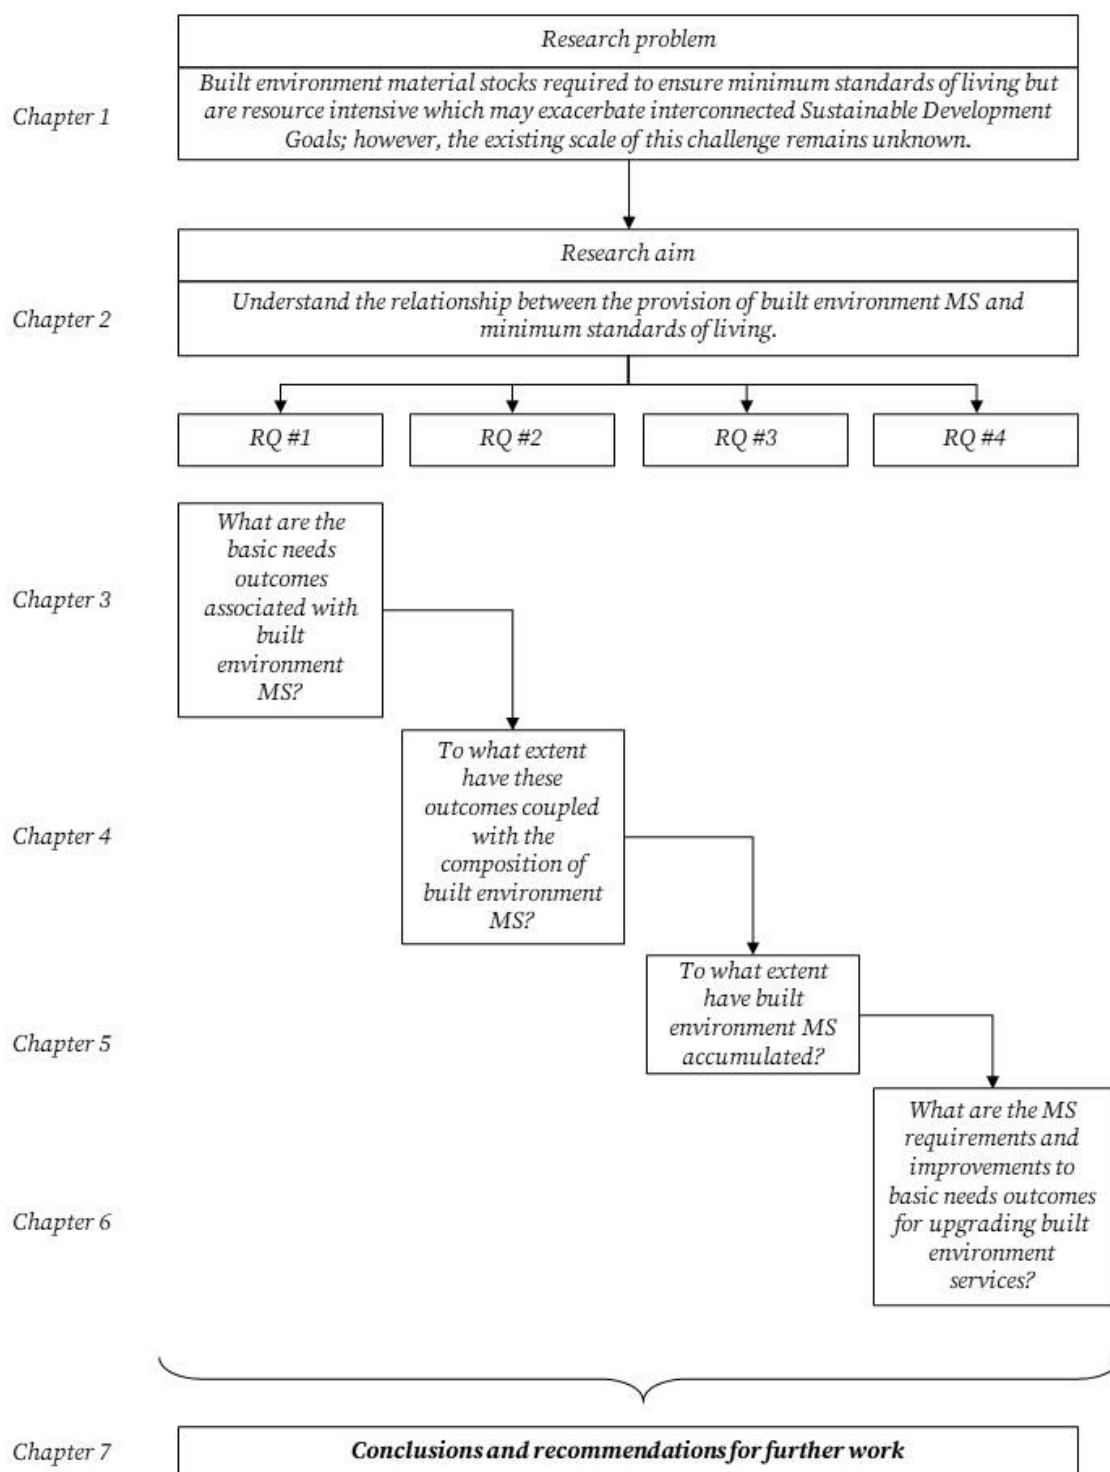 Research problem
Chapter 1
Built environment material stocks required to ensure minimum standards of living but
are resource intensive which may exacerbate interconnected Sustainable Development
Goals; however, the existing scale of this challenge remains unknown.
Research aim
Chapter 2
Understand the relationship between the provision of built environment MS and
minimum standards of living.
RQ #1
RQ #2
RQ #3
RQ #4
Chapter 3
What are the
basic needs
outcomes
associated with
built
environment
MS?
Chapter 4
To what extent
have these
outcomes coupled
with the
composition of
built environment
MS?
Chapter 5
To what extent
have built
environment MS
accumulated?
Chapter 6
What are the MS
requirements and
improvements to
basic needs outcomes
for upgrading built
environment
services?
Chapter 7
Conclusions and recommendations for further work